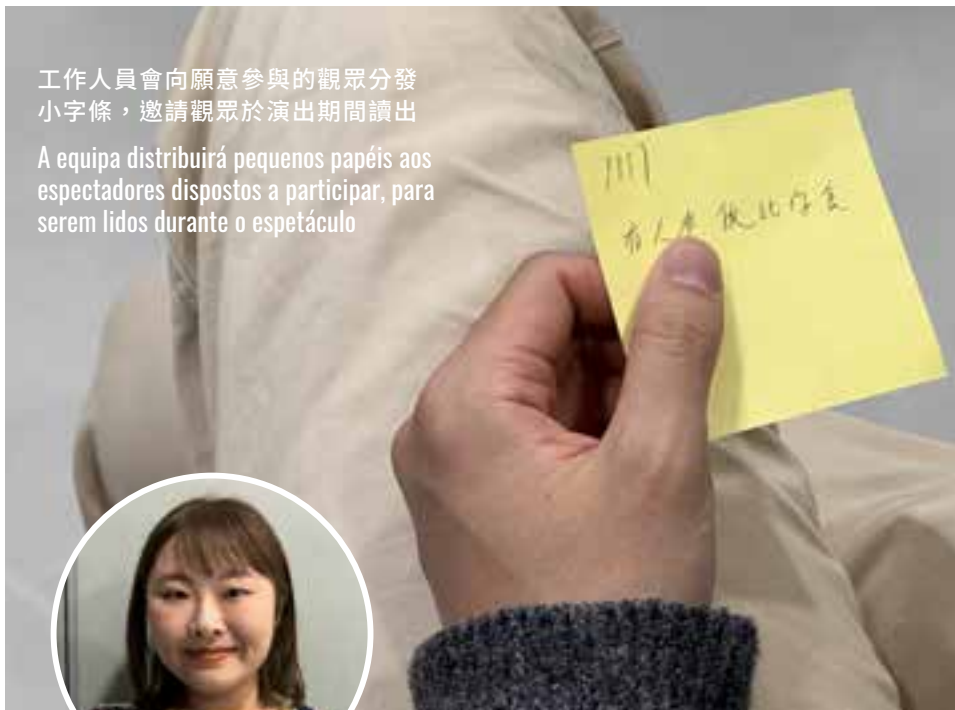 工作人員會向願意參與的觀眾分發
小字條，邀請觀眾於演出期間讀出
A equipa distribuirá pequenos papéis aos
espectadores dispostos a participar, para
serem lidos durante o espetáculo
有人